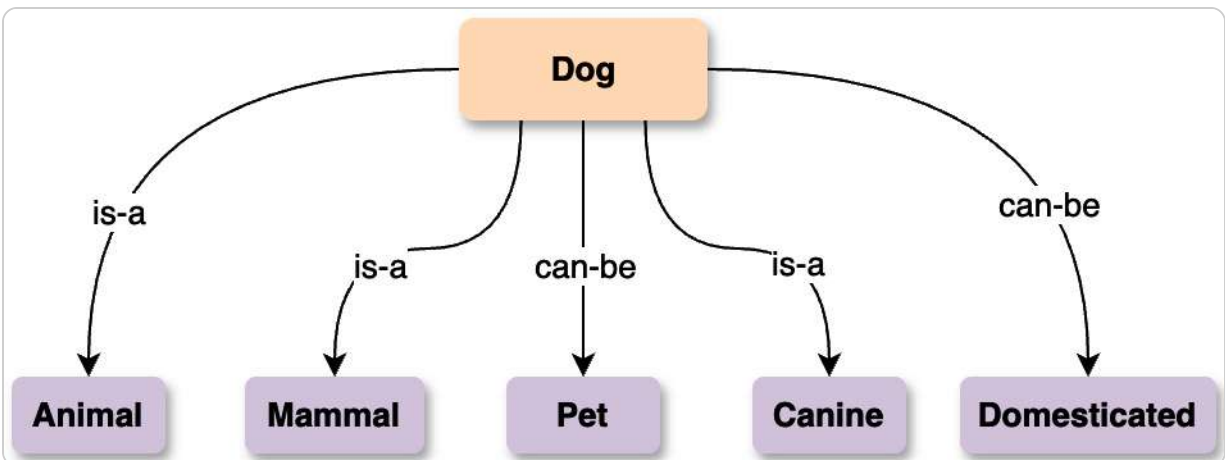 Dog
is-a
is-a
can-be
is-a
can-be
Animal
Mammal
Pet
Canine
Domesticated